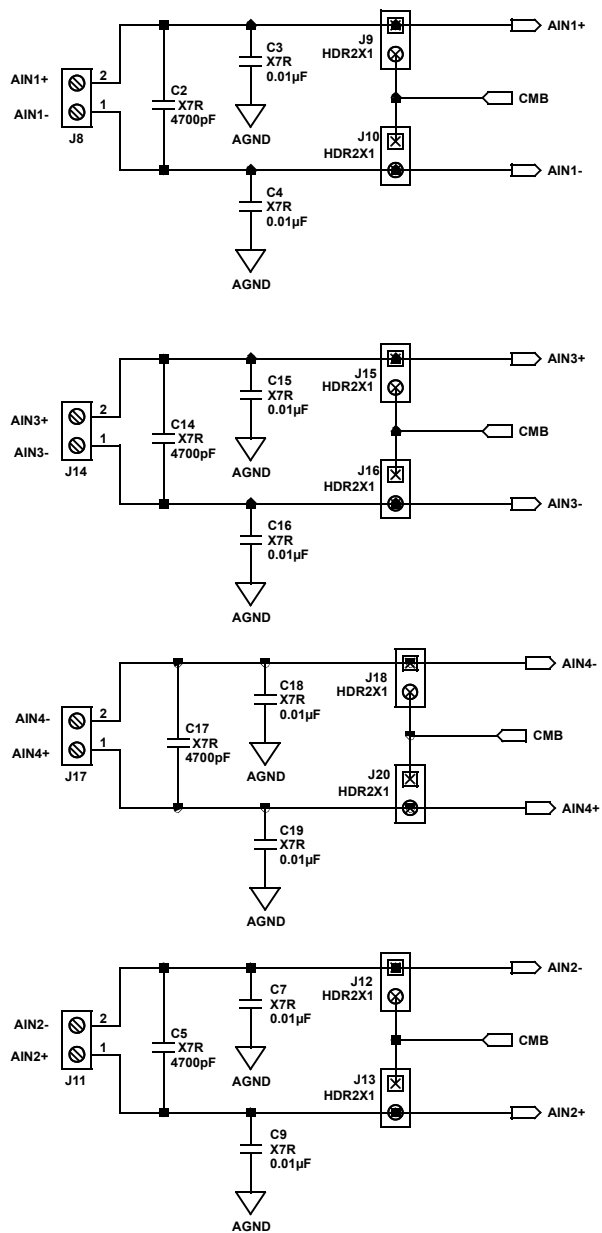 AIN1+
AIN1-
2
1
J8
C2
X7R
4700pF
C3
X7R
0.01µF
AGND
C4
X7R
0.01µF
AGND
J9
HDR2X1
J10
HDR2X1
AIN1+
CMB
AIN1-
AIN3+
AIN3-
2
1
J14
C14
X7R
4700pF
C15
X7R
0.01µF
AGND
C16
X7R
0.01µF
AGND
J15
HDR2X1
J16
HDR2X1
AIN3+
CMB
AIN3-
AIN4-
AIN4+
2
1
J17
C17
X7R
4700pF
C18
X7R
0.01µF
AGND
C19
X7R
0.01µF
AGND
J18
HDR2X1
J20
HDR2X1
AIN4-
CMB
AIN4+
AIN2-
AIN2+
2
1
J11
C5
X7R
4700pF
C7
X7R
0.01µF
AGND
C9
X7R
0.01µF
AGND
J12
HDR2X1
J13
HDR2X1
AIN2-
CMB
AIN2+